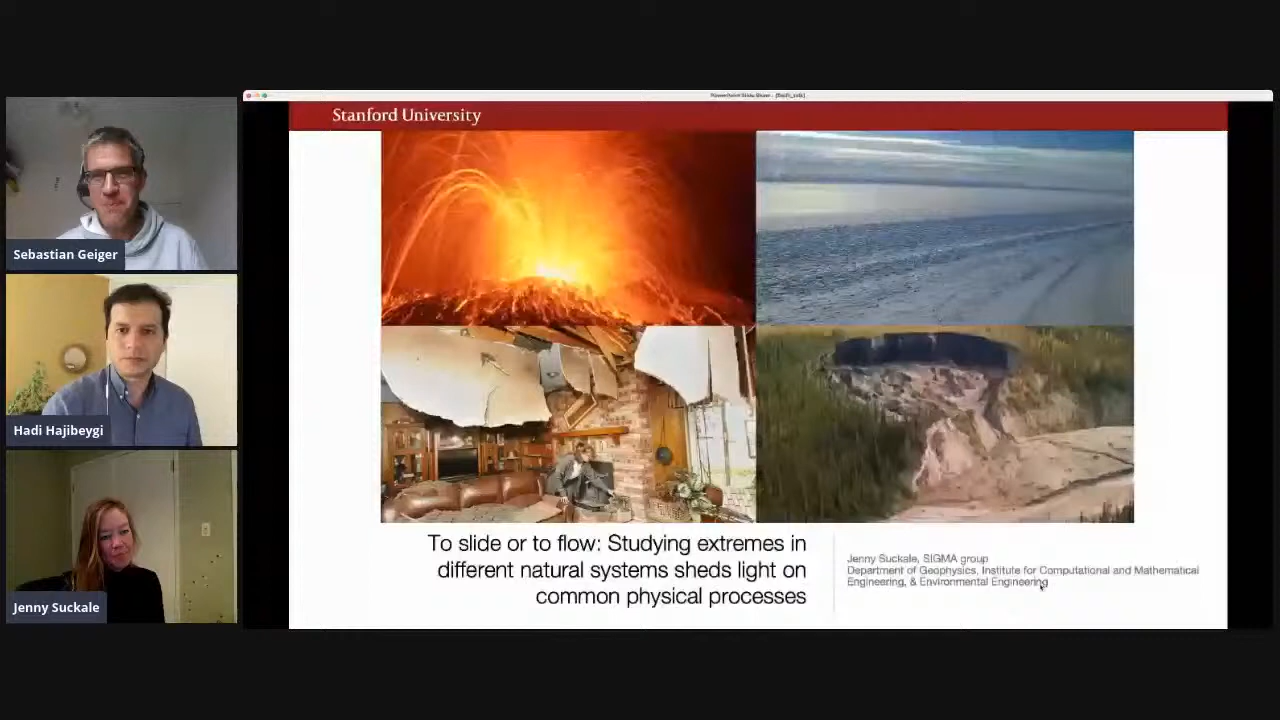 Stanford University
Sebastian Geiger
Hadi Hajibeygi
Jenny Suckale
To slide or to flow: Studying extremes in
different natural systems sheds light on
common physical processes
Jenny Suckale, SIGMA group
Department of Geophysics, Institute for Computational and Mathematical
Engineering, & Environmental Engineering